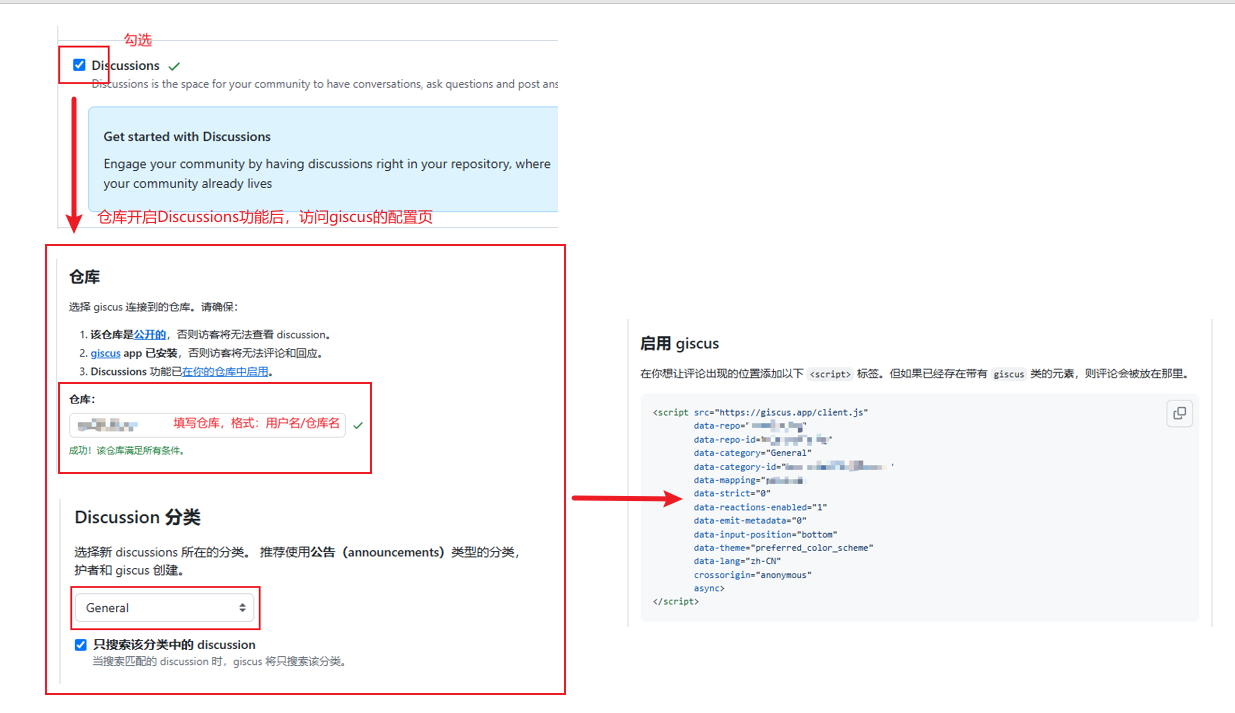 勾选
Discussions
Discussions is the space for your community to have conversations, ask questions and post ans
Get started with Discussions
Engage your community by having discussions right in your repository, where
your community already lives
仓库开启Discussions功能后，访问giscus的配置页
仓库
选择 giscus 连接到的仓库。请确保：
1. 该仓库是公开的，否则访客将无法查看 discussion。
2. giscus app 已安装，否则访客将无法评论和回应。
3. Discussions 功能已在你的仓库中启用。
仓库：
填写仓库，格式：用户名/仓库名
成功！该仓库满足所有条件。
Discussion 分类
选择新 discussions 所在的分类。 推荐使用公告（announcements）类型的分类，
护者和 giscus 创建。
General
只搜索该分类中的 discussion
当搜索匹配的 discussion 时，giscus 将只搜索该分类。
启用 giscus
在你想让评论出现的位置添加以下 <script> 标签。但如果已经存在带有 giscus 类的元素，则评论会被放在那里。
<script src="https://giscus.app/client.js"
data-repo="
data-repo-id="
data-category="General"
data-category-id="
data-mapping="
data-strict="0"
data-reactions-enabled="1"
data-emit-metadata="0"
data-input-position="bottom"
data-theme="preferred_color_scheme"
data-lang="zh-CN"
crossorigin="anonymous"
async>
</script>